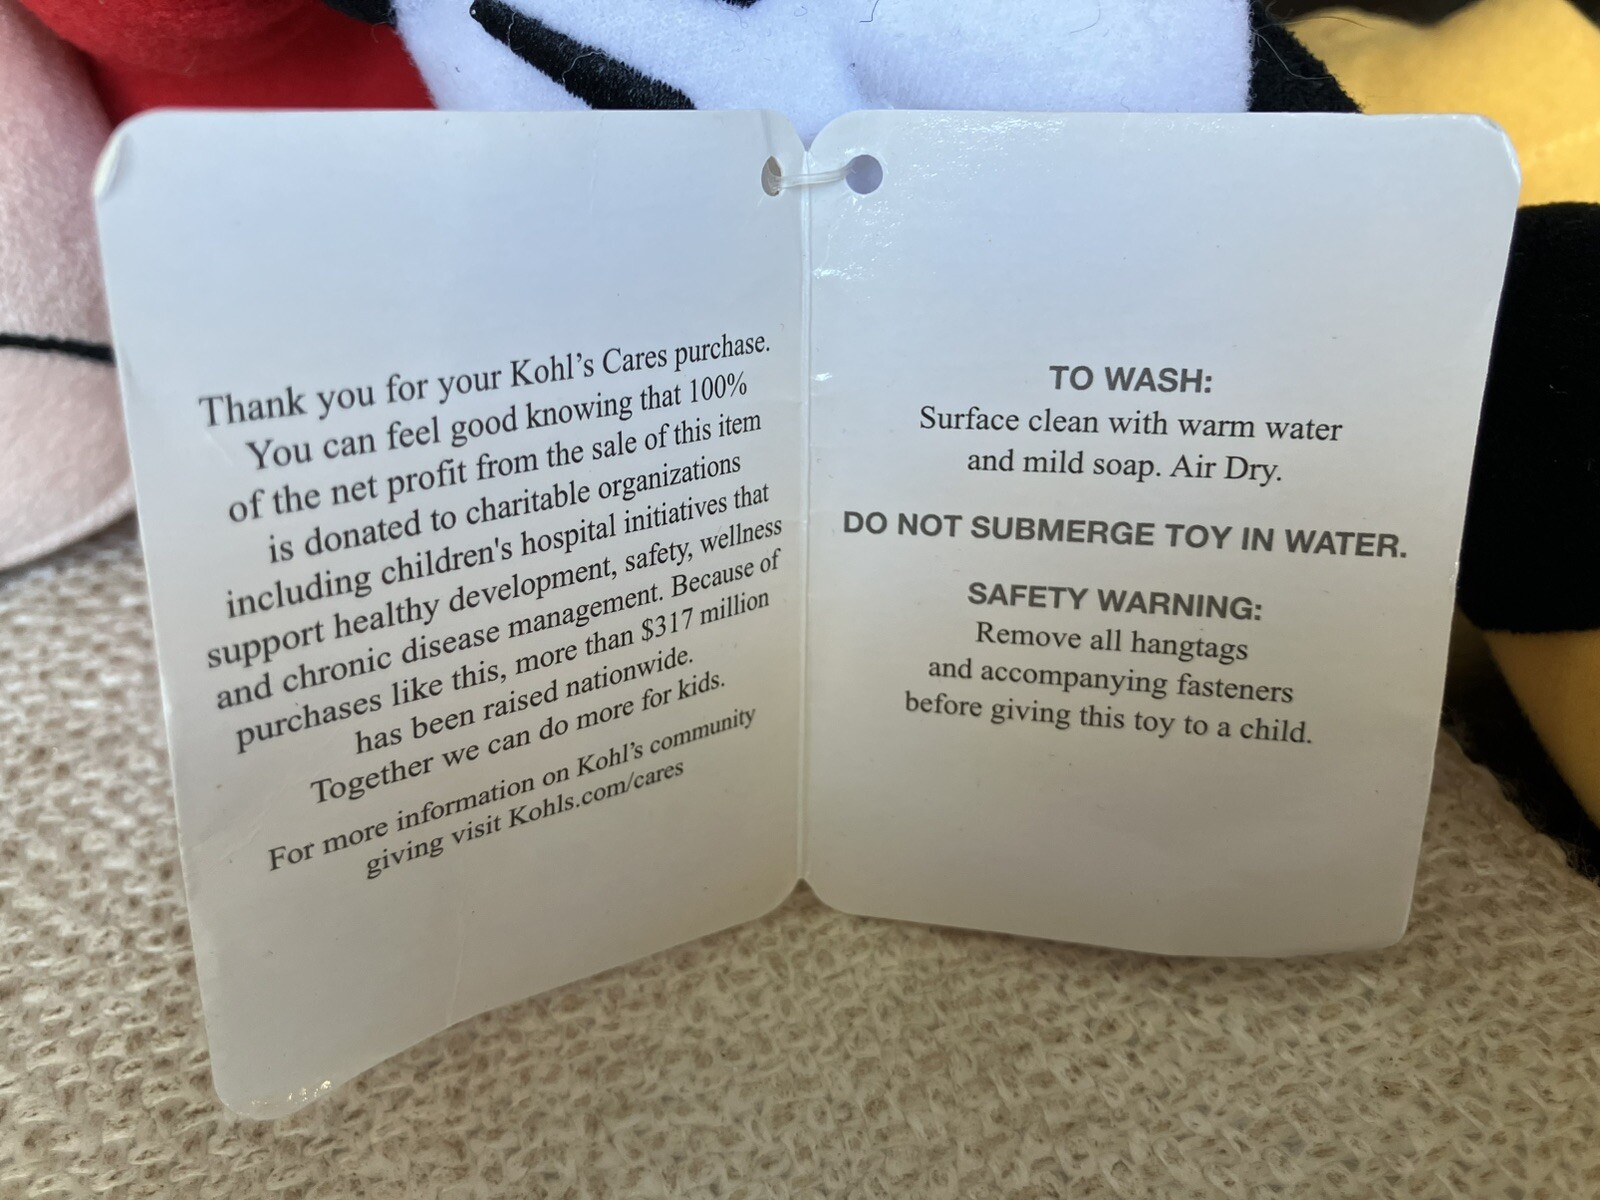 Thank you for your Kohl’s Cares purchase.
You can feel good knowing that 100%
of the net profit from the sale of this item
is donated to charitable organizations
including children's hospital initiatives that
support healthy development, safety, wellness
and chronic disease management. Because of
purchases like this, more than $317 million
has been raised nationwide.
Together we can do more for kids.
For more information on Kohl’s community
giving visit Kohls.com/cares
TO WASH:
Surface clean with warm water
and mild soap. Air Dry.
DO NOT SUBMERGE TOY IN WATER.
SAFETY WARNING:
Remove all hangtags
and accompanying fasteners
before giving this toy to a child.